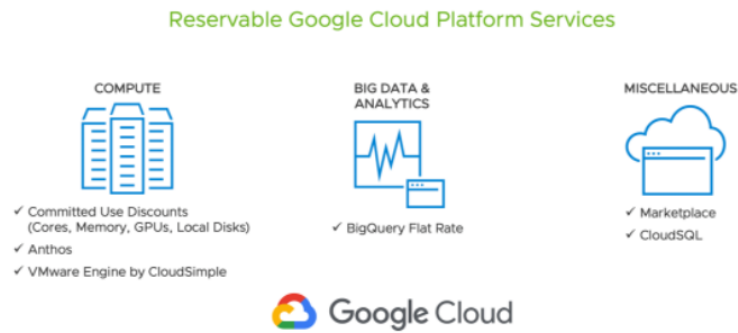 Reservable Google Cloud Platform Services
COMPUTE
✓ Committed Use Discounts
(Cores, Memory, GPUs, Local Disks)
✓ Anthos
✓ VMware Engine by CloudSimple
BIG DATA &
ANALYTICS
✓ BigQuery Flat Rate
MISCELLANEOUS
✓ Marketplace
✓ CloudSQL
Google Cloud